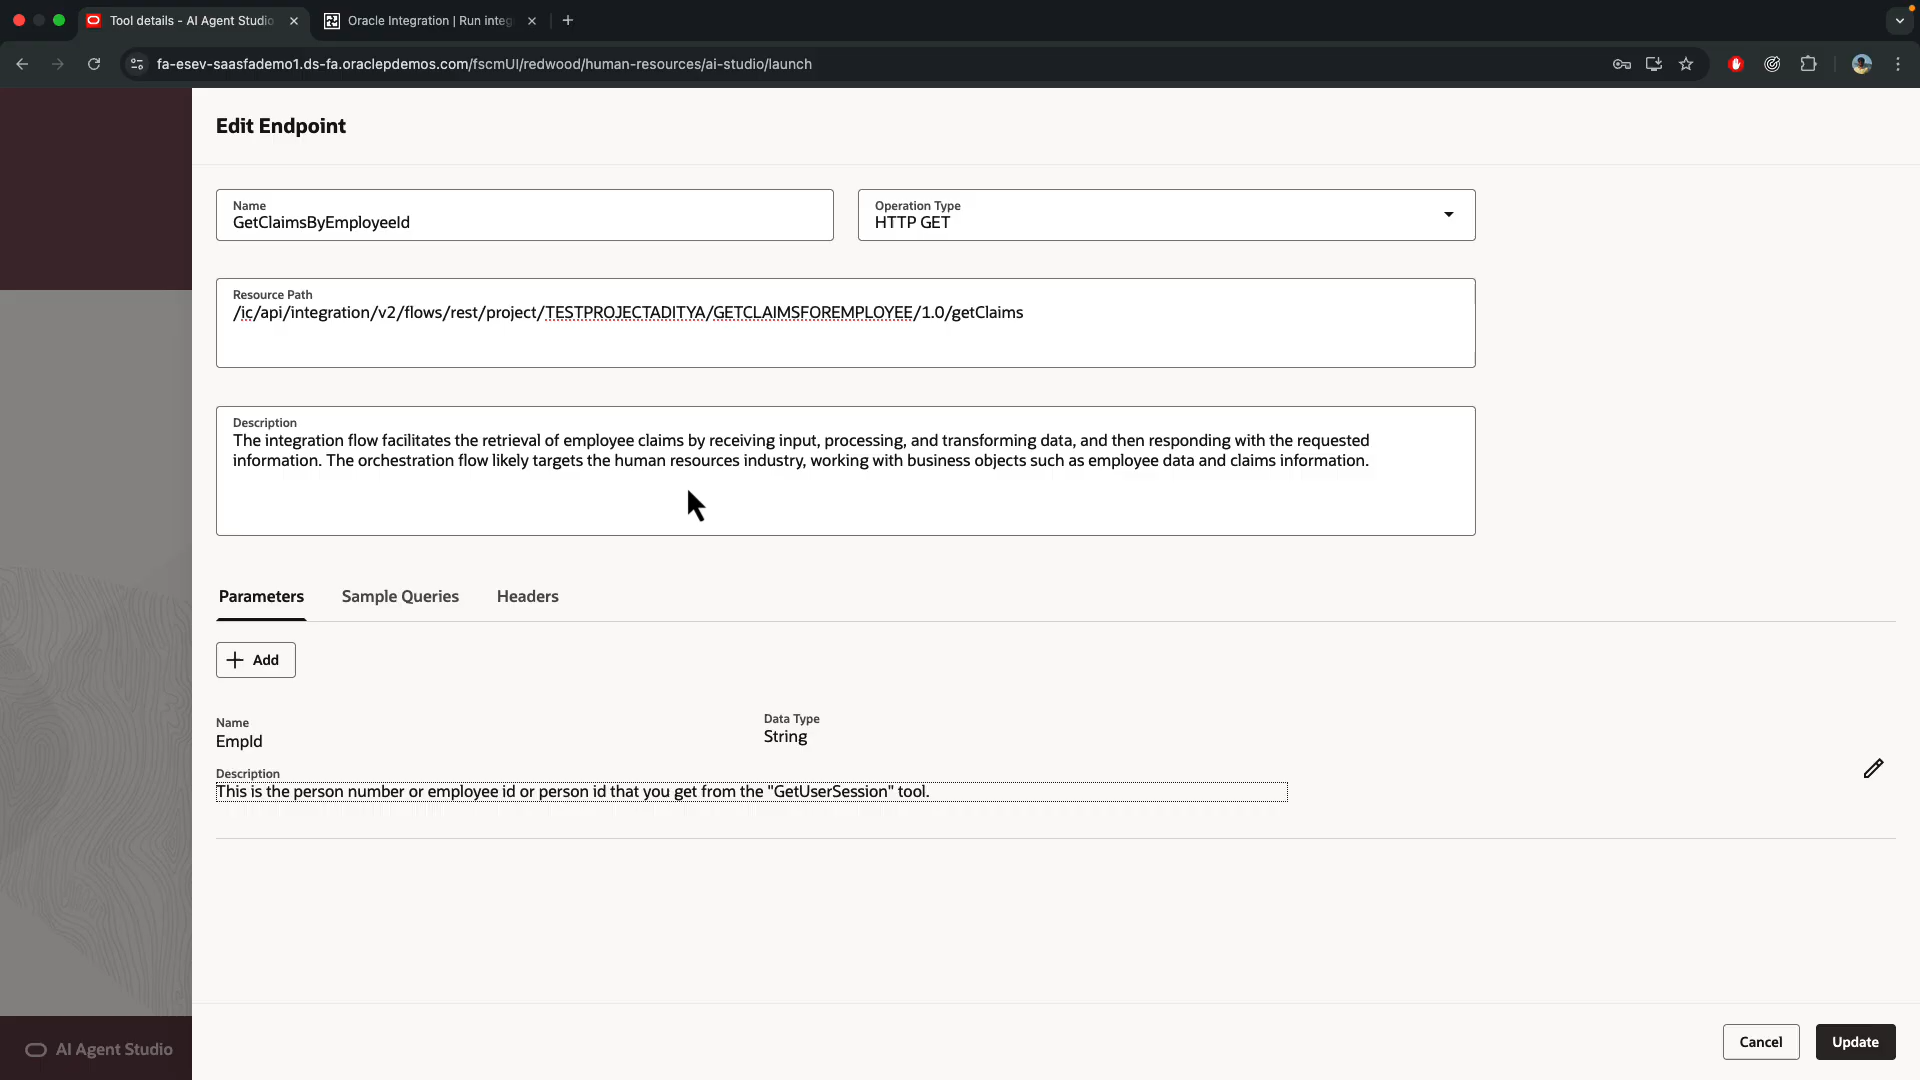 Tool details - AI Agent Studio
Oracle Integration | Run integ
fa-esev-saasfademo1.ds-fa.oraclepdemos.com/fscmUI/redwood/human-resources/ai-studio/launch
Edit Endpoint
Name
GetClaimsByEmployeeId
Operation Type
HTTP GET
Resource Path
/ic/api/integration/v2/flows/rest/project/TESTPROJECTADITYA/GETCLAIMSFOREMPLOYEE/1.0/getClaims
Description
The integration flow facilitates the retrieval of employee claims by receiving input, processing, and transforming data, and then responding with the requested
information. The orchestration flow likely targets the human resources industry, working with business objects such as employee data and claims information.
Parameters
Sample Queries
Headers
Add
Name
EmpId
Data Type
String
Description
This is the person number or employee id or person id that you get from the "GetUserSession" tool.
AI Agent Studio
Cancel
Update